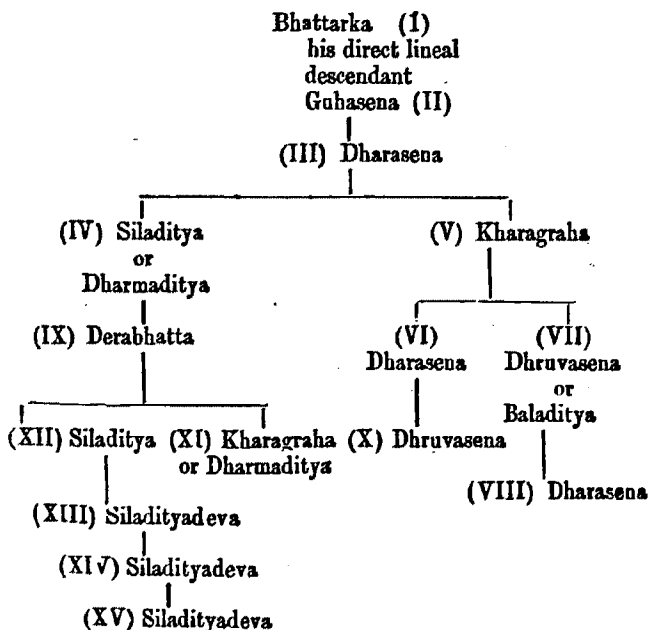 Bhattarka (I)
his direct lineal
descendant
Guhasena (II)
(III) Dharasena
(IV) Siladitya
or
Dharmaditya
(V) Kharagraha
(IX) Derabhatta
(VI)
Dharasena
(VII)
Dhruvasena
or
Baladitya
(XII) Siladitya
(XI) Kharagraha
or Dharmaditya
(X) Dhruvasena
(VIII) Dharasena
(XIII) Siladityadeva
(XIV) Siladityadeva
(XV) Siladityadeva